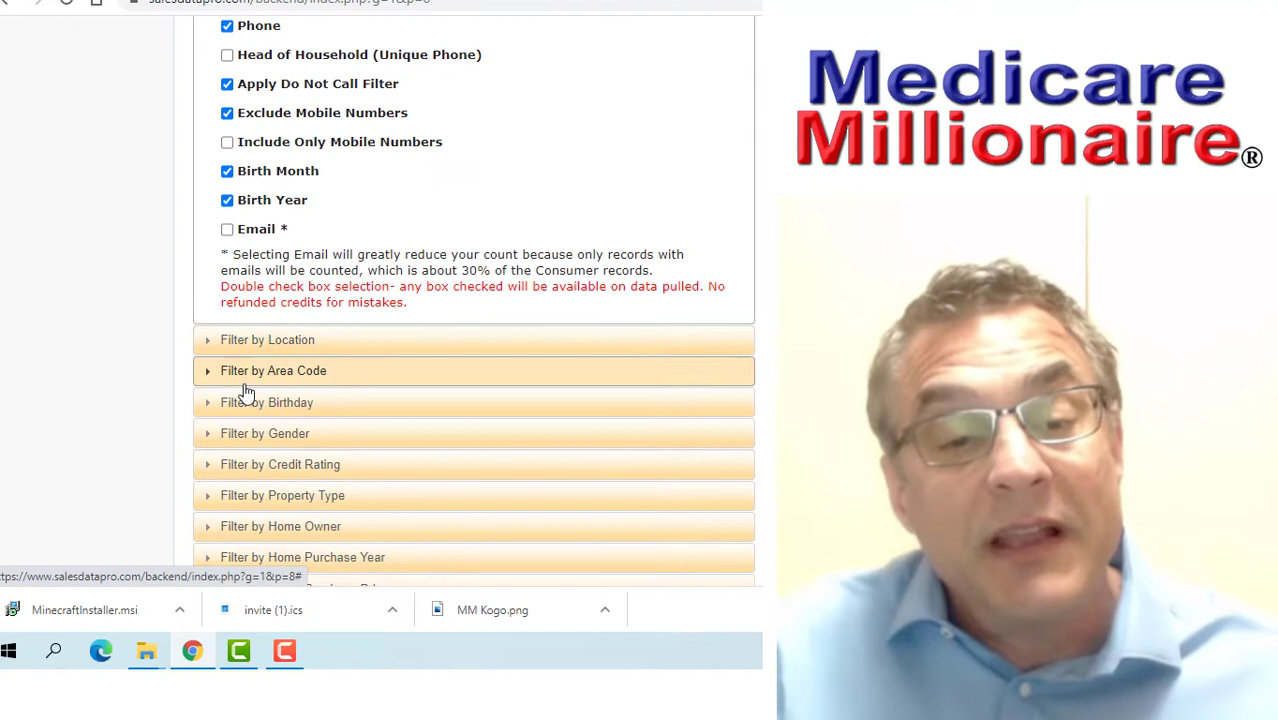 Phone
Head of Household (Unique Phone)
Apply Do Not Call Filter
Exclude Mobile Numbers
Include Only Mobile Numbers
Birth Month
Birth Year
Email *
* Selecting Email will greatly reduce your count because only records with
emails will be counted, which is about 30% of the Consumer records.
Double check box selection- any box checked will be available on data pulled. No
refunded credits for mistakes.
Filter by Location
Filter by Area Code
Filter by Birthday
Filter by Gender
Filter by Credit Rating
Filter by Property Type
Filter by Home Owner
Filter by Home Purchase Year
ttps://www.salesdatapro.com/backend/index.php?g=1&p=8#
MinecraftInstaller.msi
invite (1).ics
MM Kogo.png
Medicare
Millionaire®